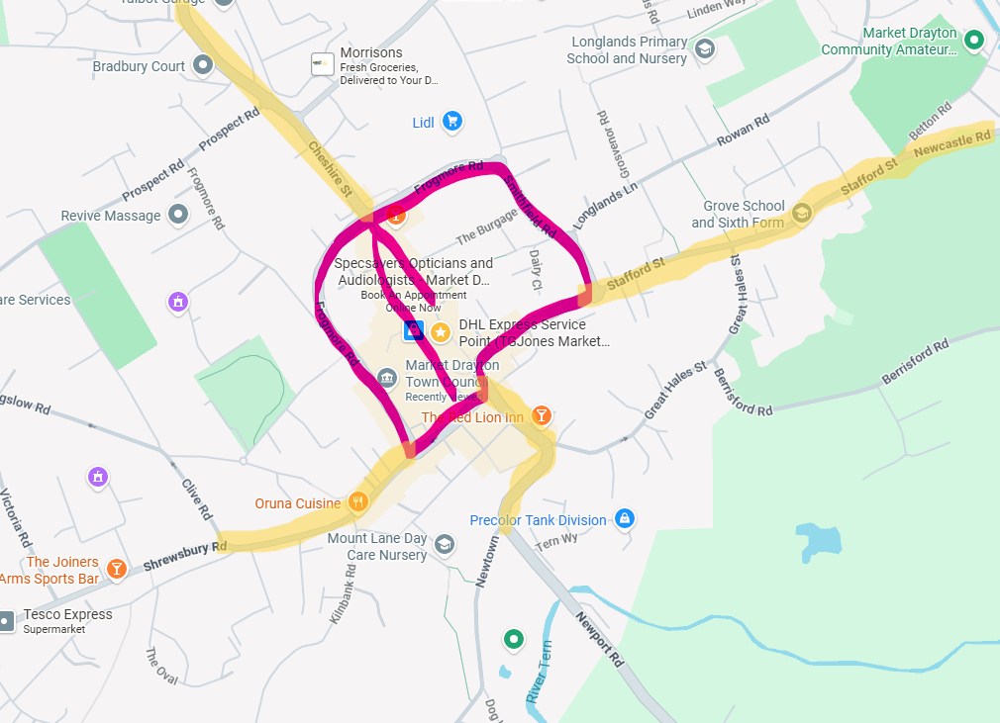 Talbot Garage
Linden Way
Longlands Primary
School and Nursery
Market Drayton
Community Amateur...
Morrisons
Fresh Groceries,
Delivered to Your D...
Bradbury Court
Lidl
Prospect Rd
Cheshire St
Grosvenor Rd
Rowan Rd
Betton Rd
Newcastle Rd
Prospect Rd
Frogmore Rd
Frogmore Rd
Smithfield Rd
Longlands Ln
Stafford St
Revive Massage
The Burgage
Grove School
and Sixth Form
Dairy Cl
Stafford St
Specsavers Opticians and
Audiologists - Market D...
Book An Appointment
Online Now
are Services
Frogmore Rd
Great Hales St
DHL Express Service
Point (TGJones Market...
Market Drayton
Town Council
Berrisford Rd
Great Hales St
Berrisford Rd
gslow Rd
The Red Lion Inn
Clive Rd
Victoria Rd
Oruna Cuisine
Precolor Tank Division
Mount Lane Day
Care Nursery
Tern Wy
Shrewsbury Rd
Newtown
The Joiners
Arms Sports Bar
Kilnbank Rd
Tesco Express
Supermarket
Newport Rd
The Oval
River Tern
Dog